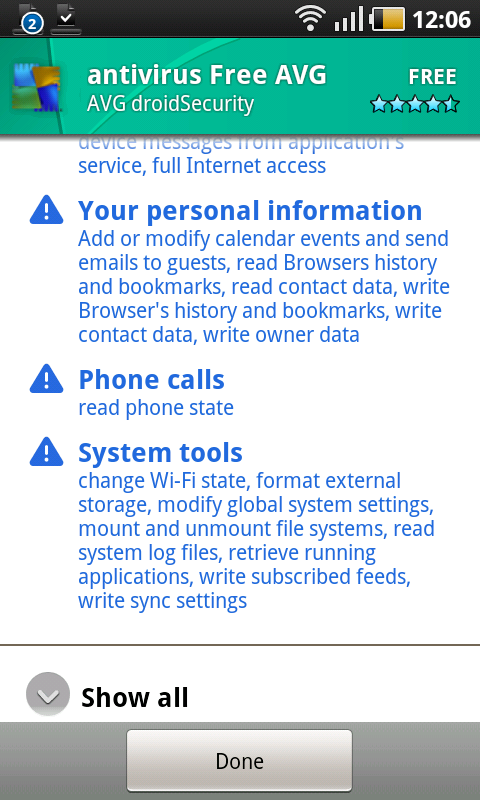 2
12:06
antivirus Free AVG
FREE
AVG droidSecurity
device messages from application's
service, full Internet access
Your personal information
Add or modify calendar events and send
emails to guests, read Browsers history
and bookmarks, read contact data, write
Browser's history and bookmarks, write
contact data, write owner data
Phone calls
read phone state
System tools
change Wi-Fi state, format external
storage, modify global system settings,
mount and unmount file systems, read
system log files, retrieve running
applications, write subscribed feeds,
write sync settings
Show all
Done